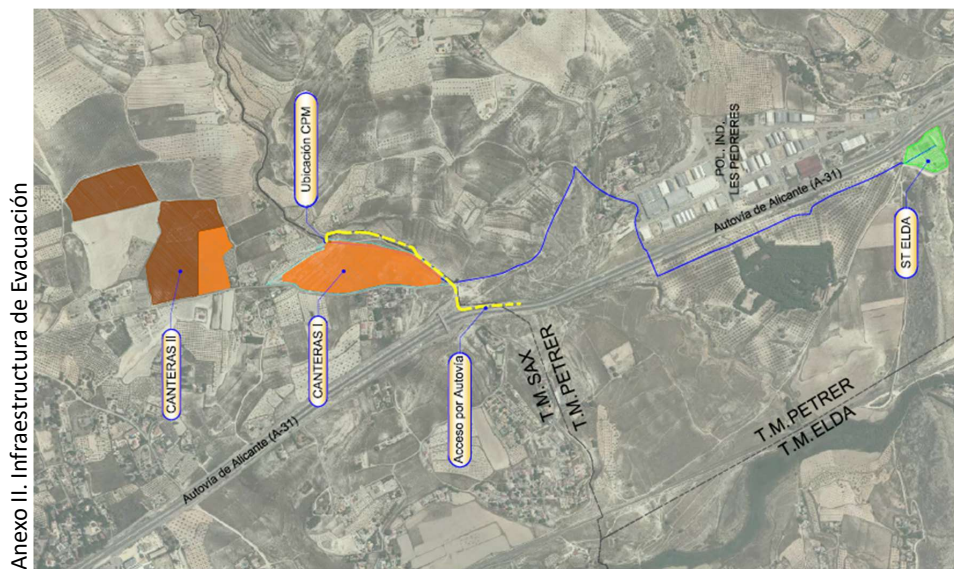 Anexo II. Infraestructura de Evacuación
Ubicación CPM
POL. IND,
LES PEDRERES
Autovía de Alicante (A-31)
ST ELDA
CANTERAS II
CANTERAS I
Acceso por Autovía
T.M.SAX
T.M.PETRER
T.M.PETRER
T.M.ELDA
Autovía de Alicante (A-31)